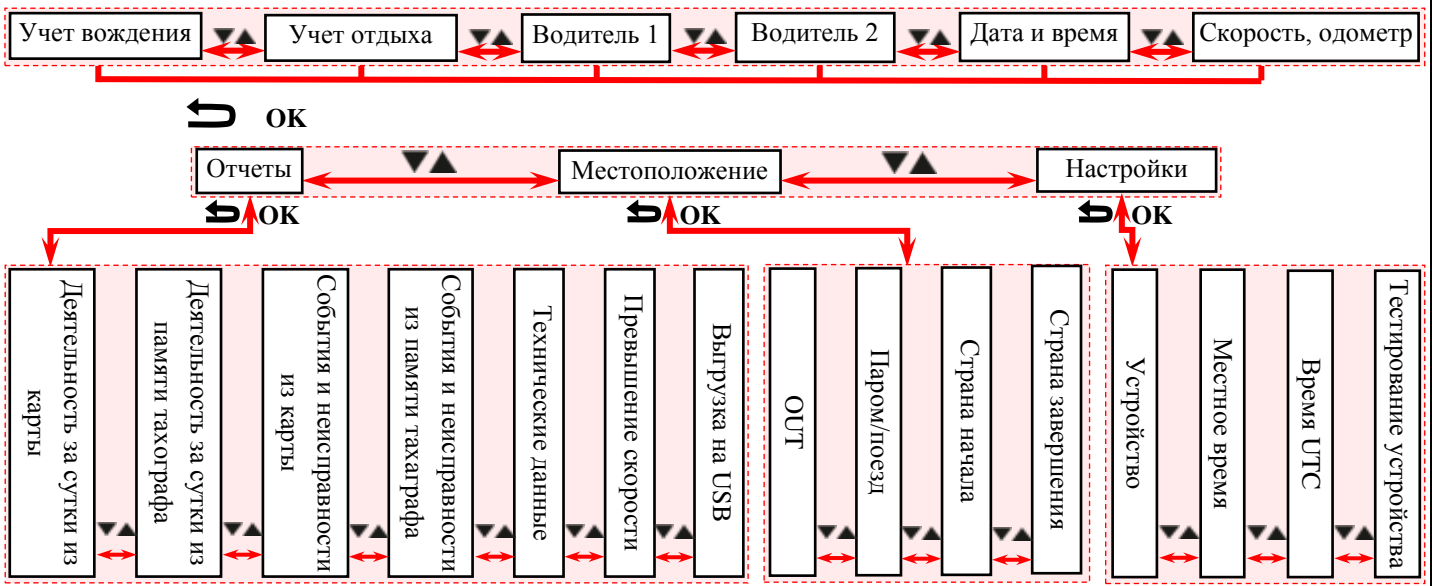 Учет вождения
Учет отдыха
Водитель 1
Водитель 2
Дата и время
Скорость, одометр
OK
Отчеты
Местоположение
Настройки
OK
OK
OK
Деятельность за сутки из
карты
Деятельность за сутки из
памяти тахографа
События и неисправности
из карты
События и неисправности
из памяти тахаграфа
Технические данные
Превышение скорости
Выгрузка на USB
OUT
Паром/поезд
Страна начала
Страна завершения
Устройство
Местное время
Время UTC
Тестирование устройства